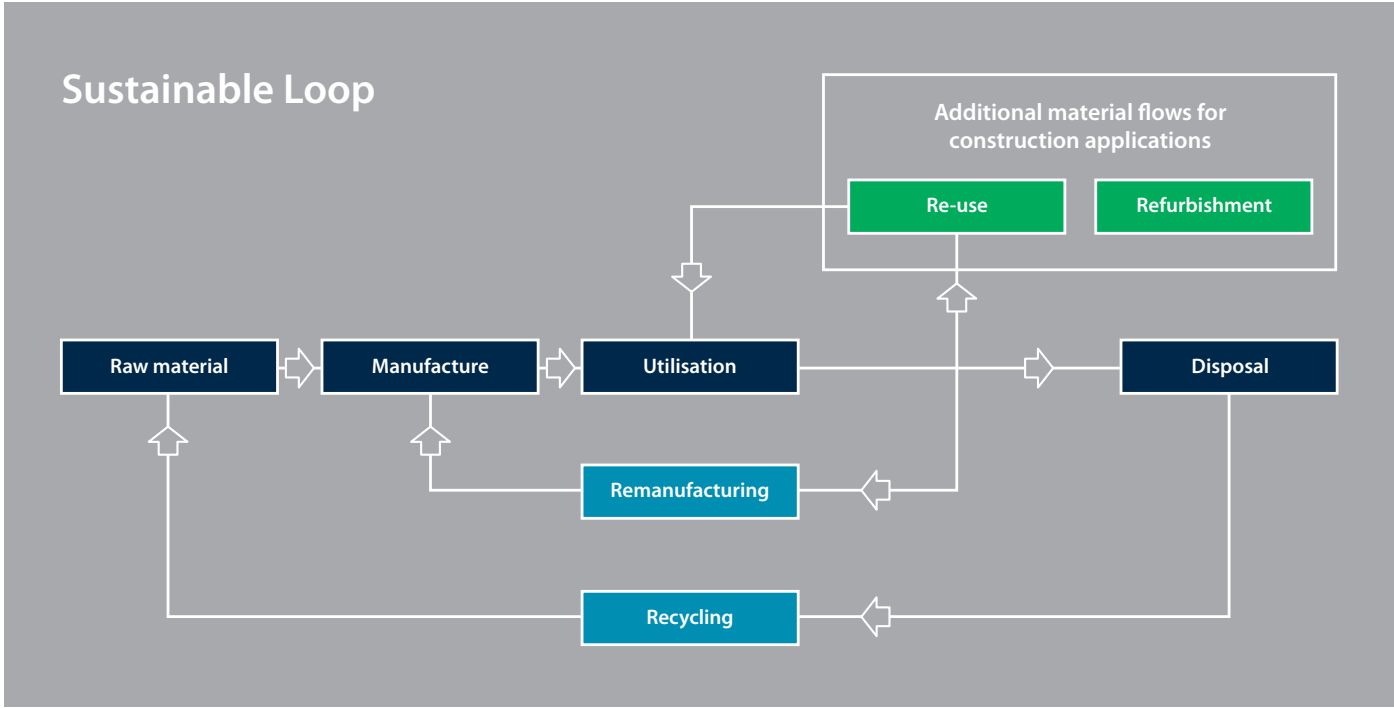 Sustainable Loop
Additional material flows for
construction applications
Re-use
Refurbishment
Raw material
Manufacture
Utilisation
Disposal
Remanufacturing
Recycling